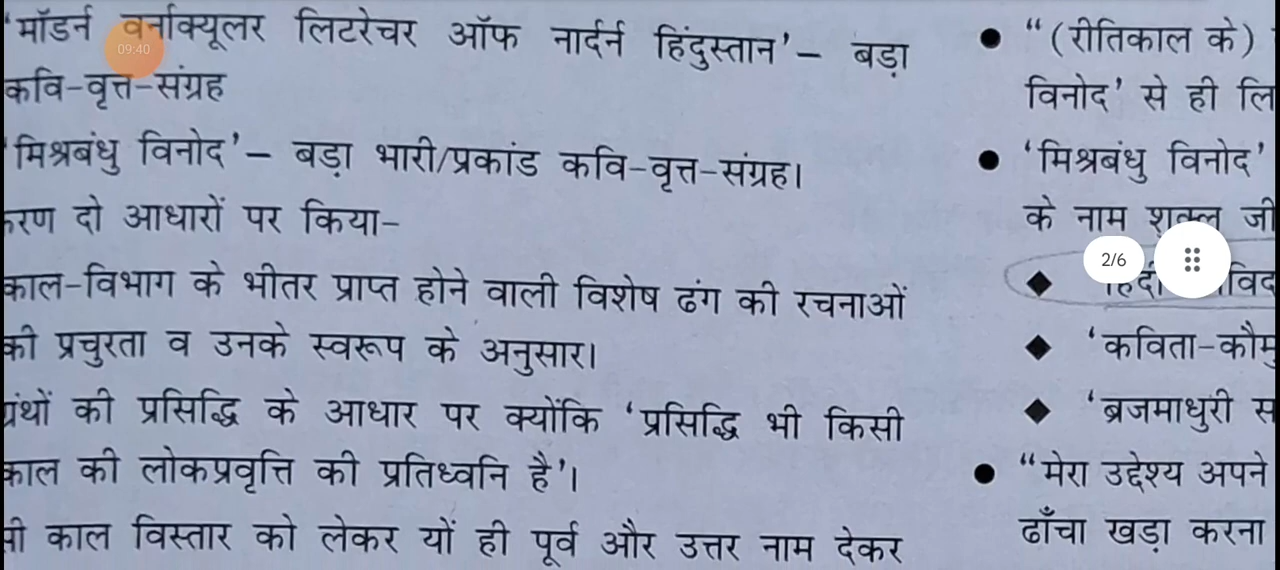 'मॉडर्न वर्नाक्यूलर लिटरेचर ऑफ नार्दर्न हिंदुस्तान'– बड़ा
कवि-वृत्त-संग्रह
'मिश्रबंधु विनोद'– बड़ा भारी/प्रकांड कवि-वृत्त-संग्रह।
दो आधारों पर किया-
काल-विभाग के भीतर प्राप्त होने वाली विशेष ढंग की रचनाओं
की प्रचुरता व उनके स्वरूप के अनुसार।
ग्रंथों की प्रसिद्धि के आधार पर क्योंकि 'प्रसिद्धि भी किसी
काल की लोकप्रवृत्ति की प्रतिध्वनि है'।
काल विस्तार को लेकर यों ही पूर्व और उत्तर नाम देकर
● "(रीतिकाल के)
विनोद' से ही
● 'मिश्रबंधु विनोद'
के नाम शुक्ल जी
◆ 'हिंदी
◆ 'कविता-
◆ 'ब्रजमाधुरी
● "मेरा उद्देश्य अपने
ढाँचा खड़ा करना
09:40
2/6